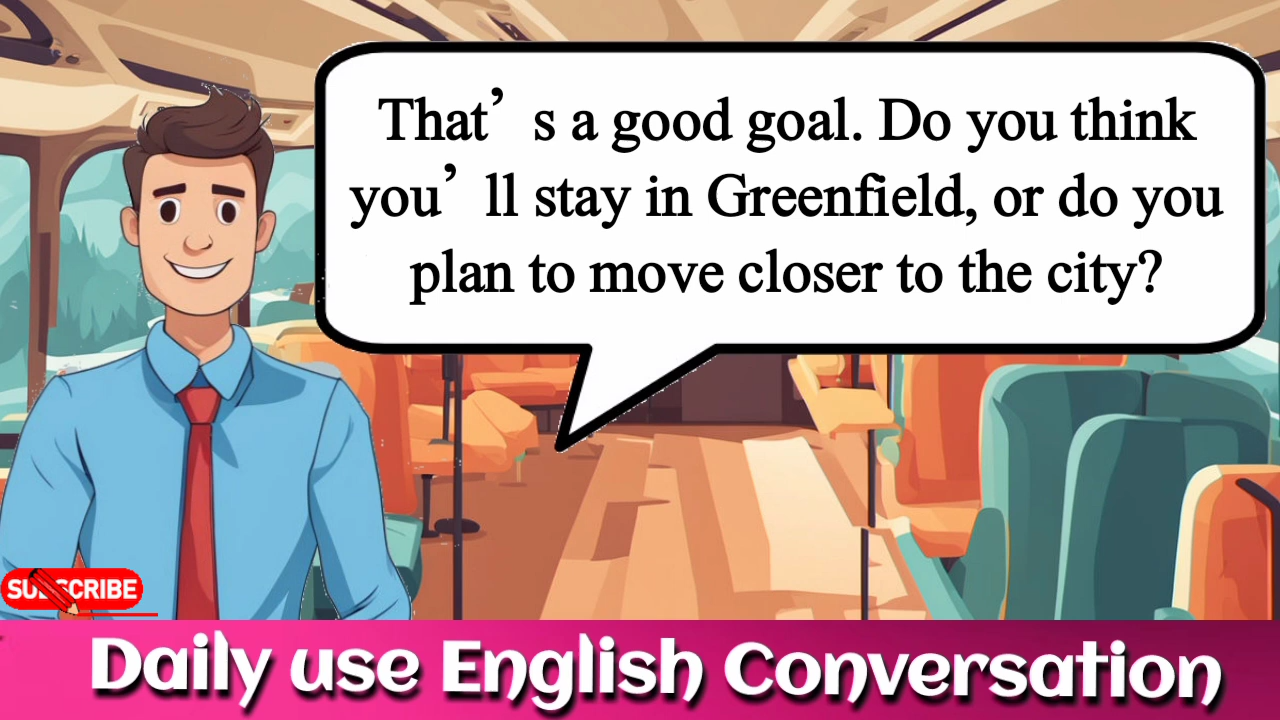 That’ s a good goal. Do you think
you’ ll stay in Greenfield, or do you
plan to move closer to the city?
SUBSCRIBE
Daily use English Conversation